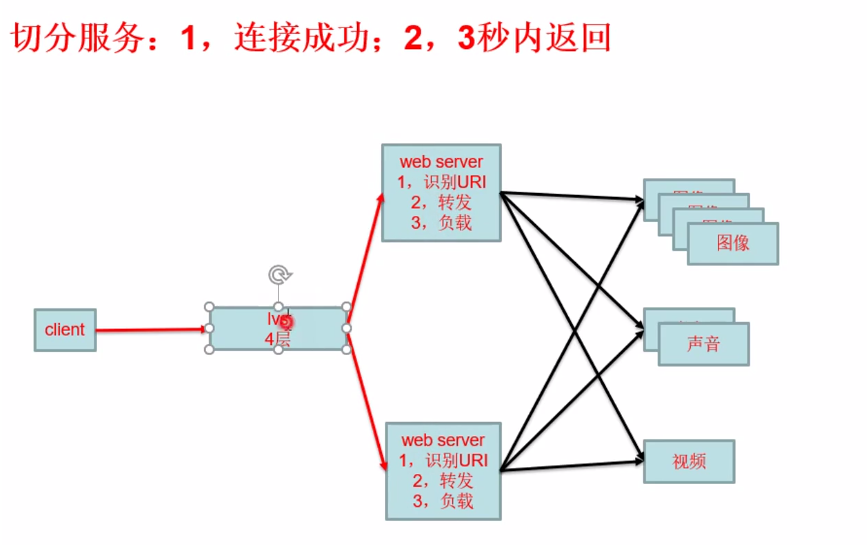 切分服务：1，连接成功；2，3秒内返回
web server
1，识别URI
2，转发
3，负载
图像
client
4层
声音
web server
1，识别URI
2，转发
3，负载
视频